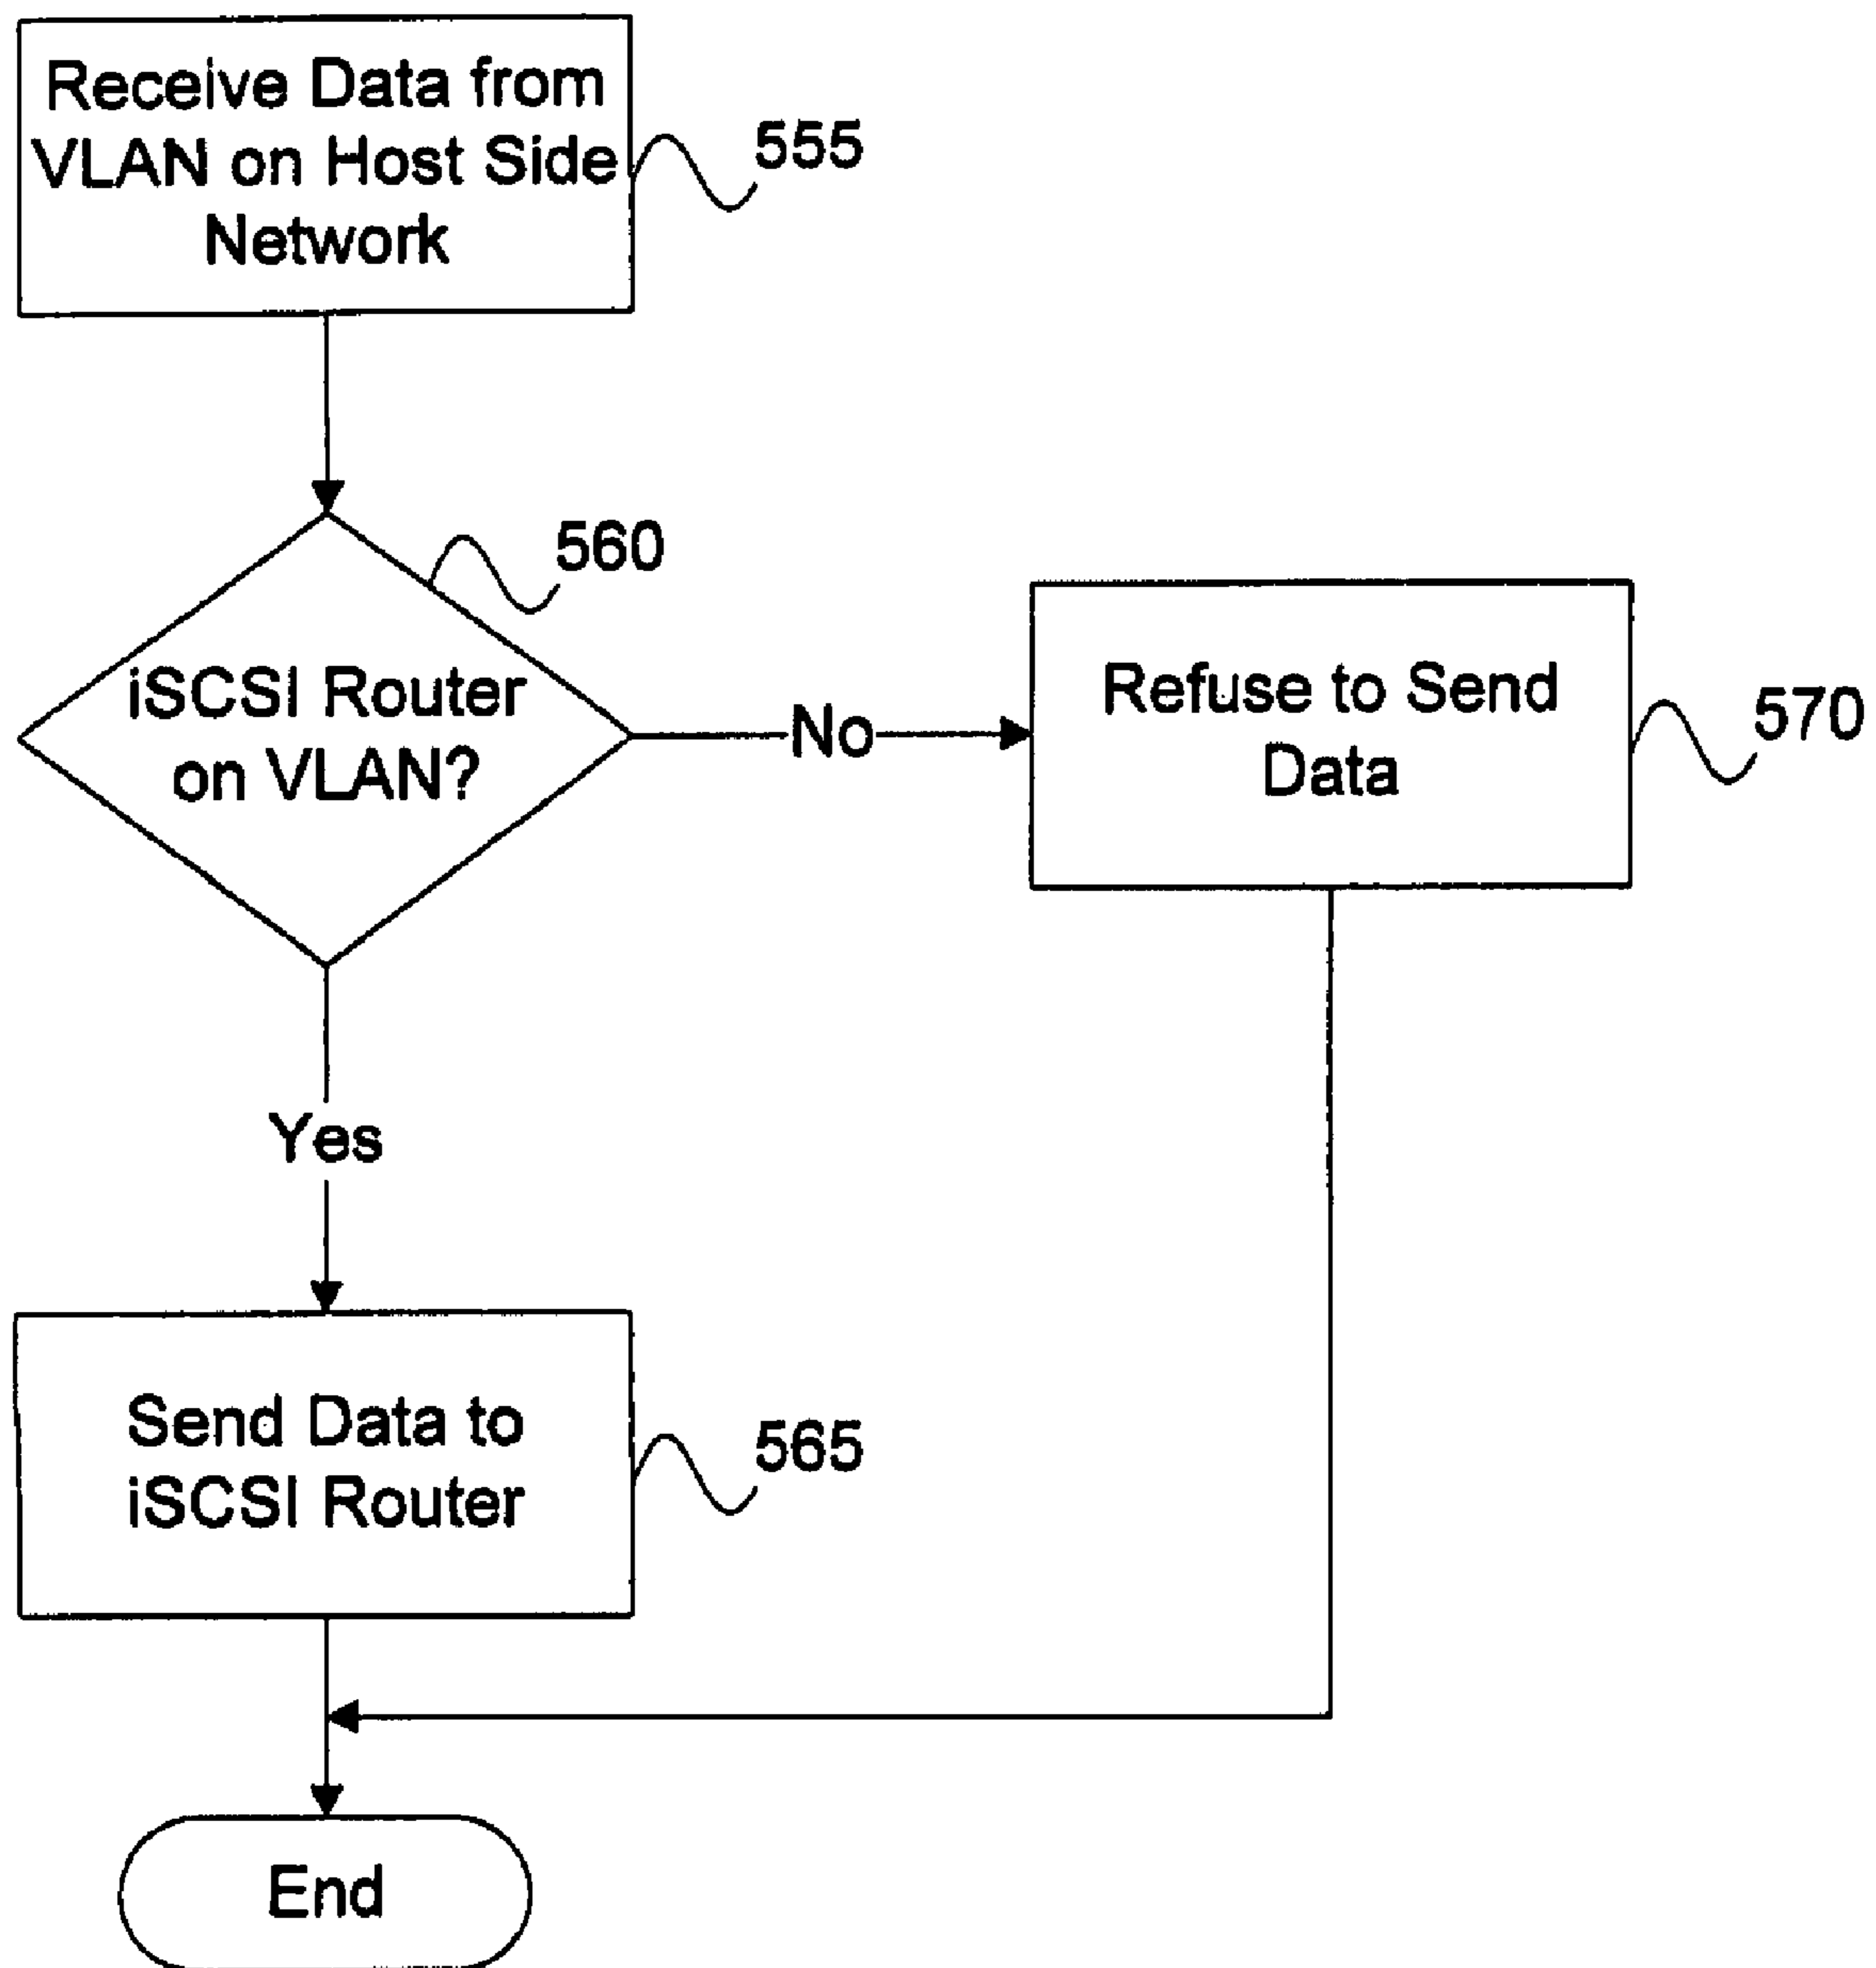 Receive Data from
VLAN on Host Side
Network
555
560
iSCSI Router
on VLAN?
No
Refuse to Send
Data
570
Yes
Send Data to
iSCSI Router
565
End